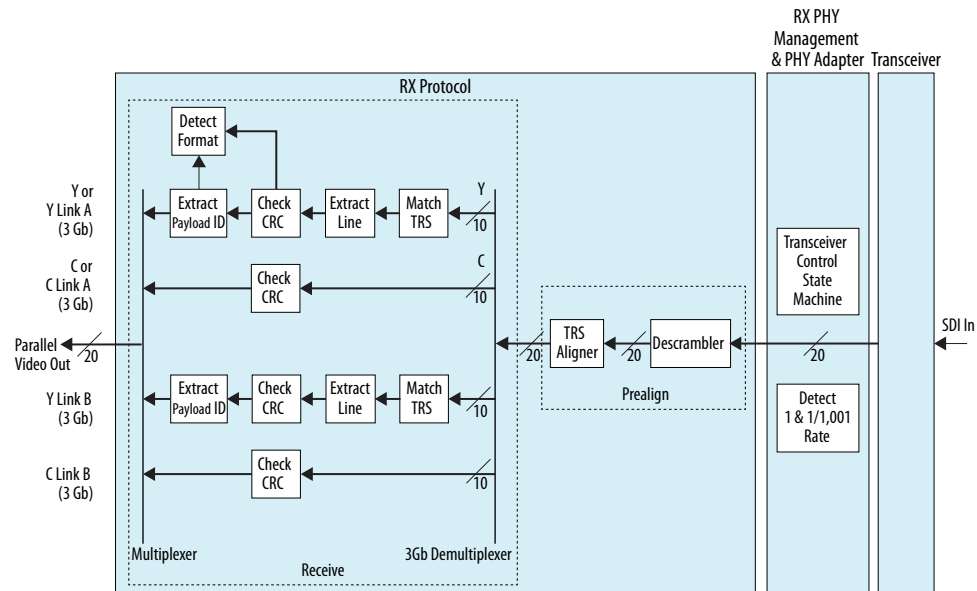 RX PHY
Management
& PHY Adapter
Transceiver
RX Protocol
Detect
Format
Y or
Y Link A
(3 Gb)
Extract
Payload ID
Check
CRC
Extract
Line
Match
TRS
Y
10
C or
C Link A
(3 Gb)
Check
CRC
C
10
Transceiver
Control
State
Machine
Parallel
Video Out
20
20
TRS
Aligner
20
Descrambler
20
SDI In
Prealign
Y Link B
(3 Gb)
Extract
Payload ID
Check
CRC
Extract
Line
Match
TRS
10
Detect
1 & 1/1,001
Rate
C Link B
(3 Gb)
Check
CRC
10
Multiplexer
3Gb Demultiplexer
Receive